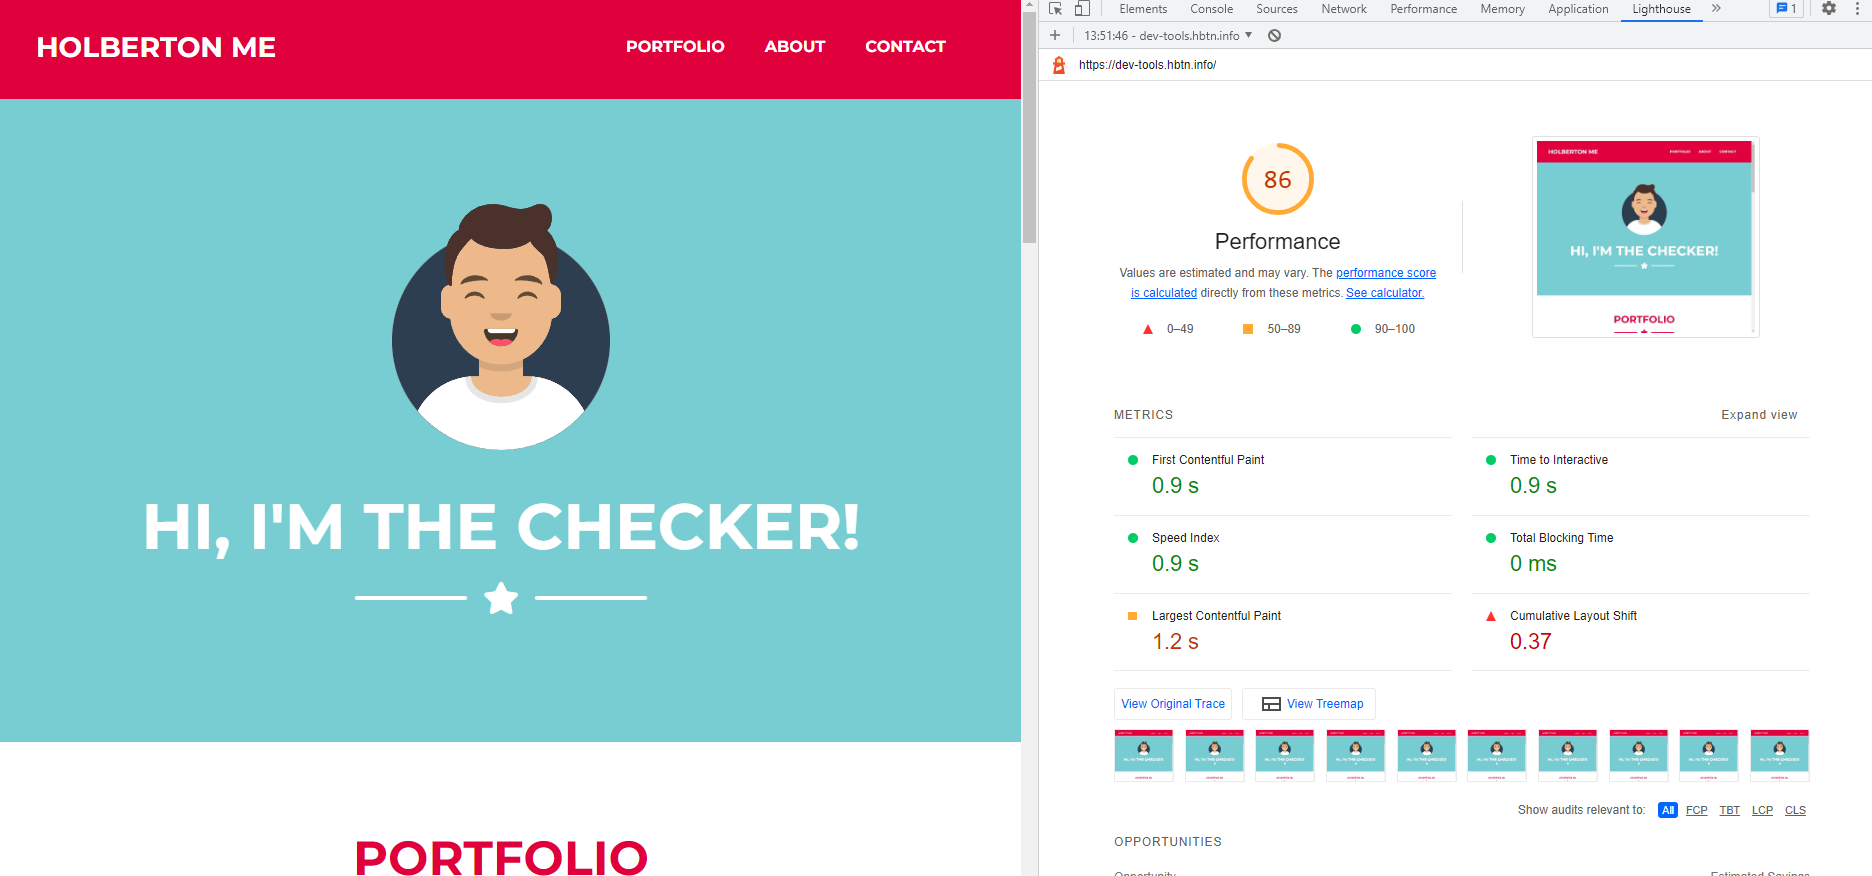 HOLBERTON ME
PORTFOLIO ABOUT CONTACT
HI, I'M THE CHECKER!
PORTFOLIO
Elements Console Sources Network Performance Memory Application Lighthouse » 1
+ 13:51:46 - dev-tools.hbtn.info ▼
https://dev-tools.hbtn.info/
86
Performance
Values are estimated and may vary. The performance score
is calculated directly from these metrics. See calculator.
0–49 50–89 90–100
HOLBERTON ME PORTFOLIO ABOUT CONTACT
HI, I'M THE CHECKER!
PORTFOLIO
METRICS Expand view
First Contentful Paint
0.9 s
Time to Interactive
0.9 s
Speed Index
0.9 s
Total Blocking Time
0 ms
Largest Contentful Paint
1.2 s
Cumulative Layout Shift
0.37
View Original Trace View Treemap
Show audits relevant to: All FCP TBT LCP CLS
OPPORTUNITIES
Opportunity Estimated Savings